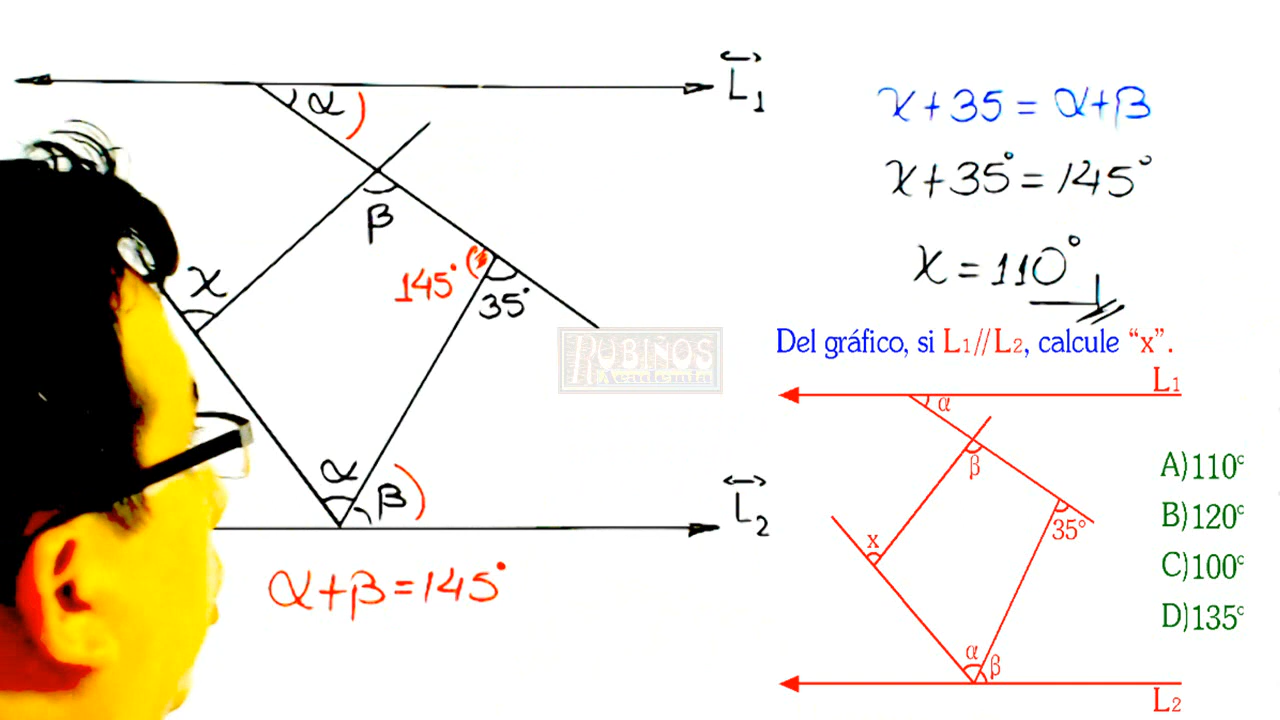 L₁
α
)
β
x
145°
(
35°
α
β
)
L₂
α+β=145°
x+35=α+β
x+35°=145°
x=110°
Del gráfico, si L₁//L₂, calcule “x”.
L₁
α
β
x
35°
α
β
L₂
A)110°
B)120°
C)100°
D)135°
RUBIÑOS
Academia